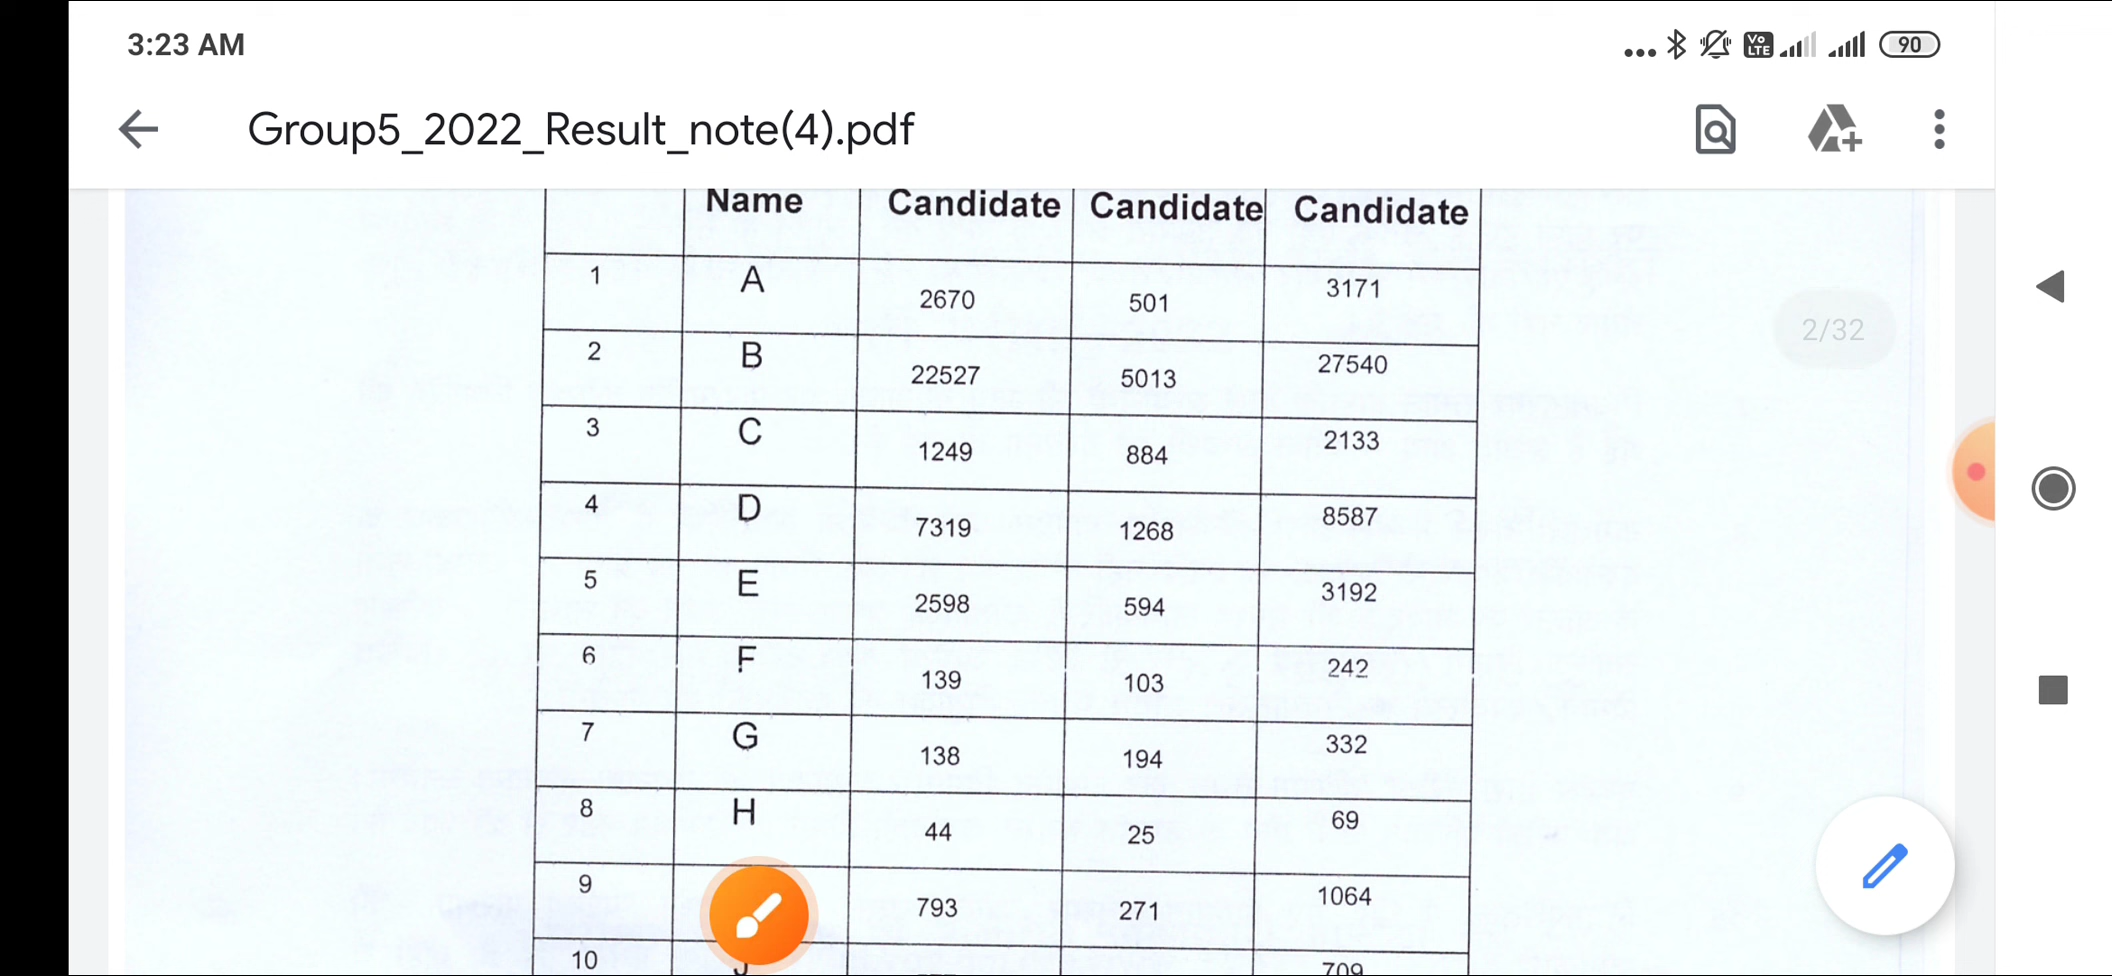 3:23 AM
Vo LTE
90
Group5_2022_Result_note(4).pdf
Name Candidate Candidate Candidate
1 A 2670 501 3171
2 B 22527 5013 27540
3 C 1249 884 2133
4 D 7319 1268 8587
5 E 2598 594 3192
6 F 139 103 242
7 G 138 194 332
8 H 44 25 69
9 793 271 1064
10 J 709
2/32